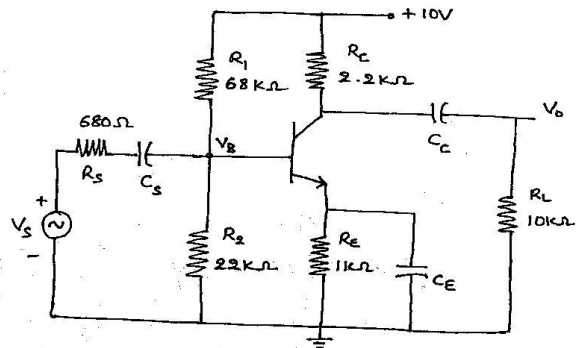 +10V
R1
68KΩ
RC
2.2KΩ
680Ω
RS
CS
VB
CC
Vo
+
VS
-
R2
22KΩ
RE
1KΩ
CE
RL
10KΩ